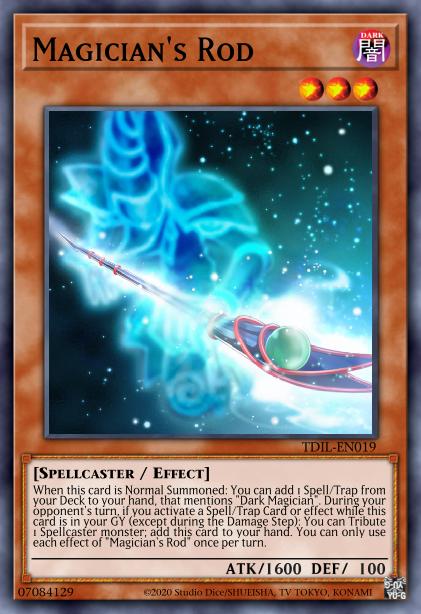 MAGICIAN'S ROD
DARK
闇
TDIL-EN019
[SPELLCASTER / EFFECT]
When this card is Normal Summoned: You can add 1 Spell/Trap from
your Deck to your hand, that mentions "Dark Magician". During your
opponent's turn, if you activate a Spell/Trap Card or effect while this
card is in your GY (except during the Damage Step): You can Tribute
1 Spellcaster monster; add this card to your hand. You can only use
each effect of "Magician's Rod" once per turn.
ATK/1600 DEF/ 100
07084129
©2020 Studio Dice/SHUEISHA, TV TOKYO, KONAMI